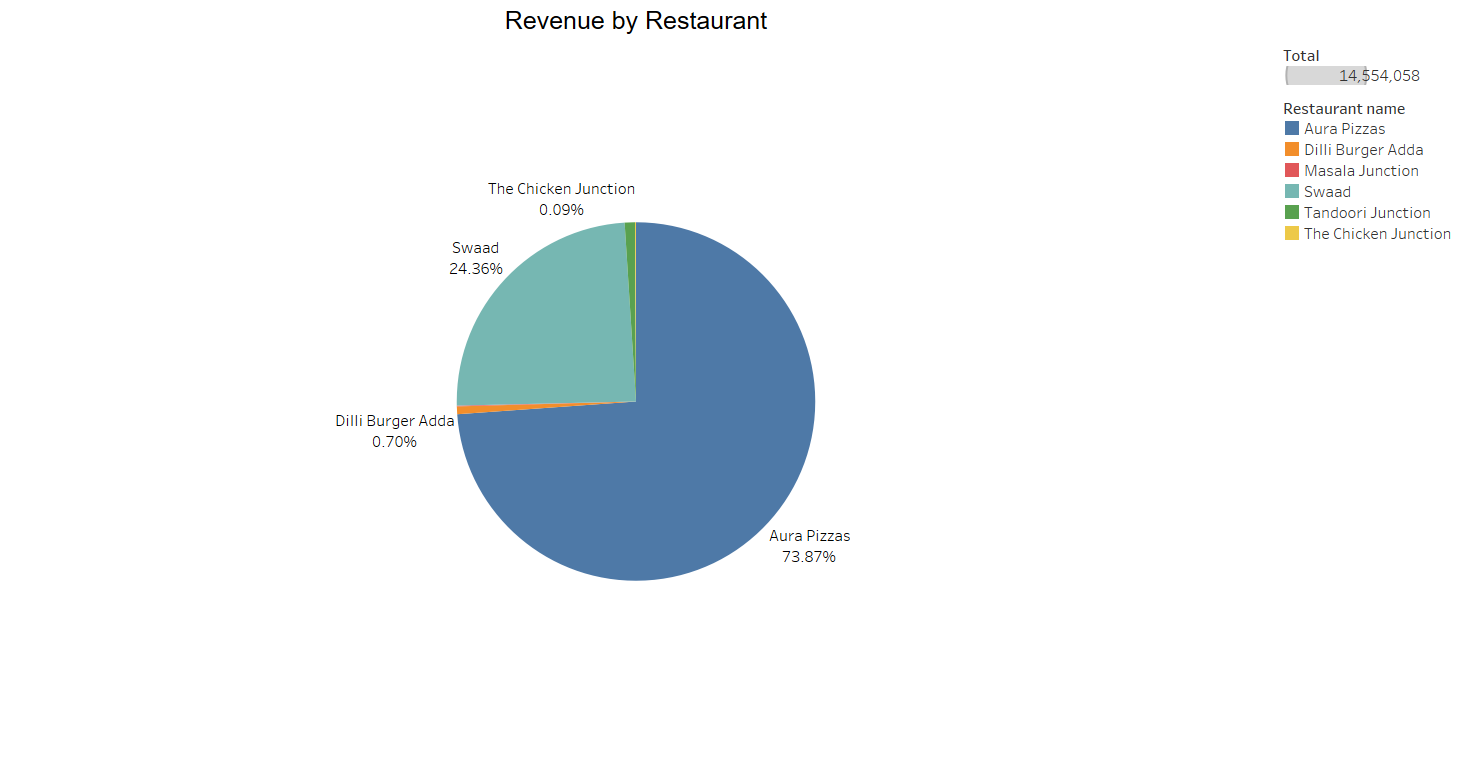 Revenue by Restaurant
Total
14,554,058
Restaurant name
Aura Pizzas
Dilli Burger Adda
Masala Junction
Swaad
Tandoori Junction
The Chicken Junction
The Chicken Junction
0.09%
Swaad
24.36%
Dilli Burger Adda
0.70%
Aura Pizzas
73.87%